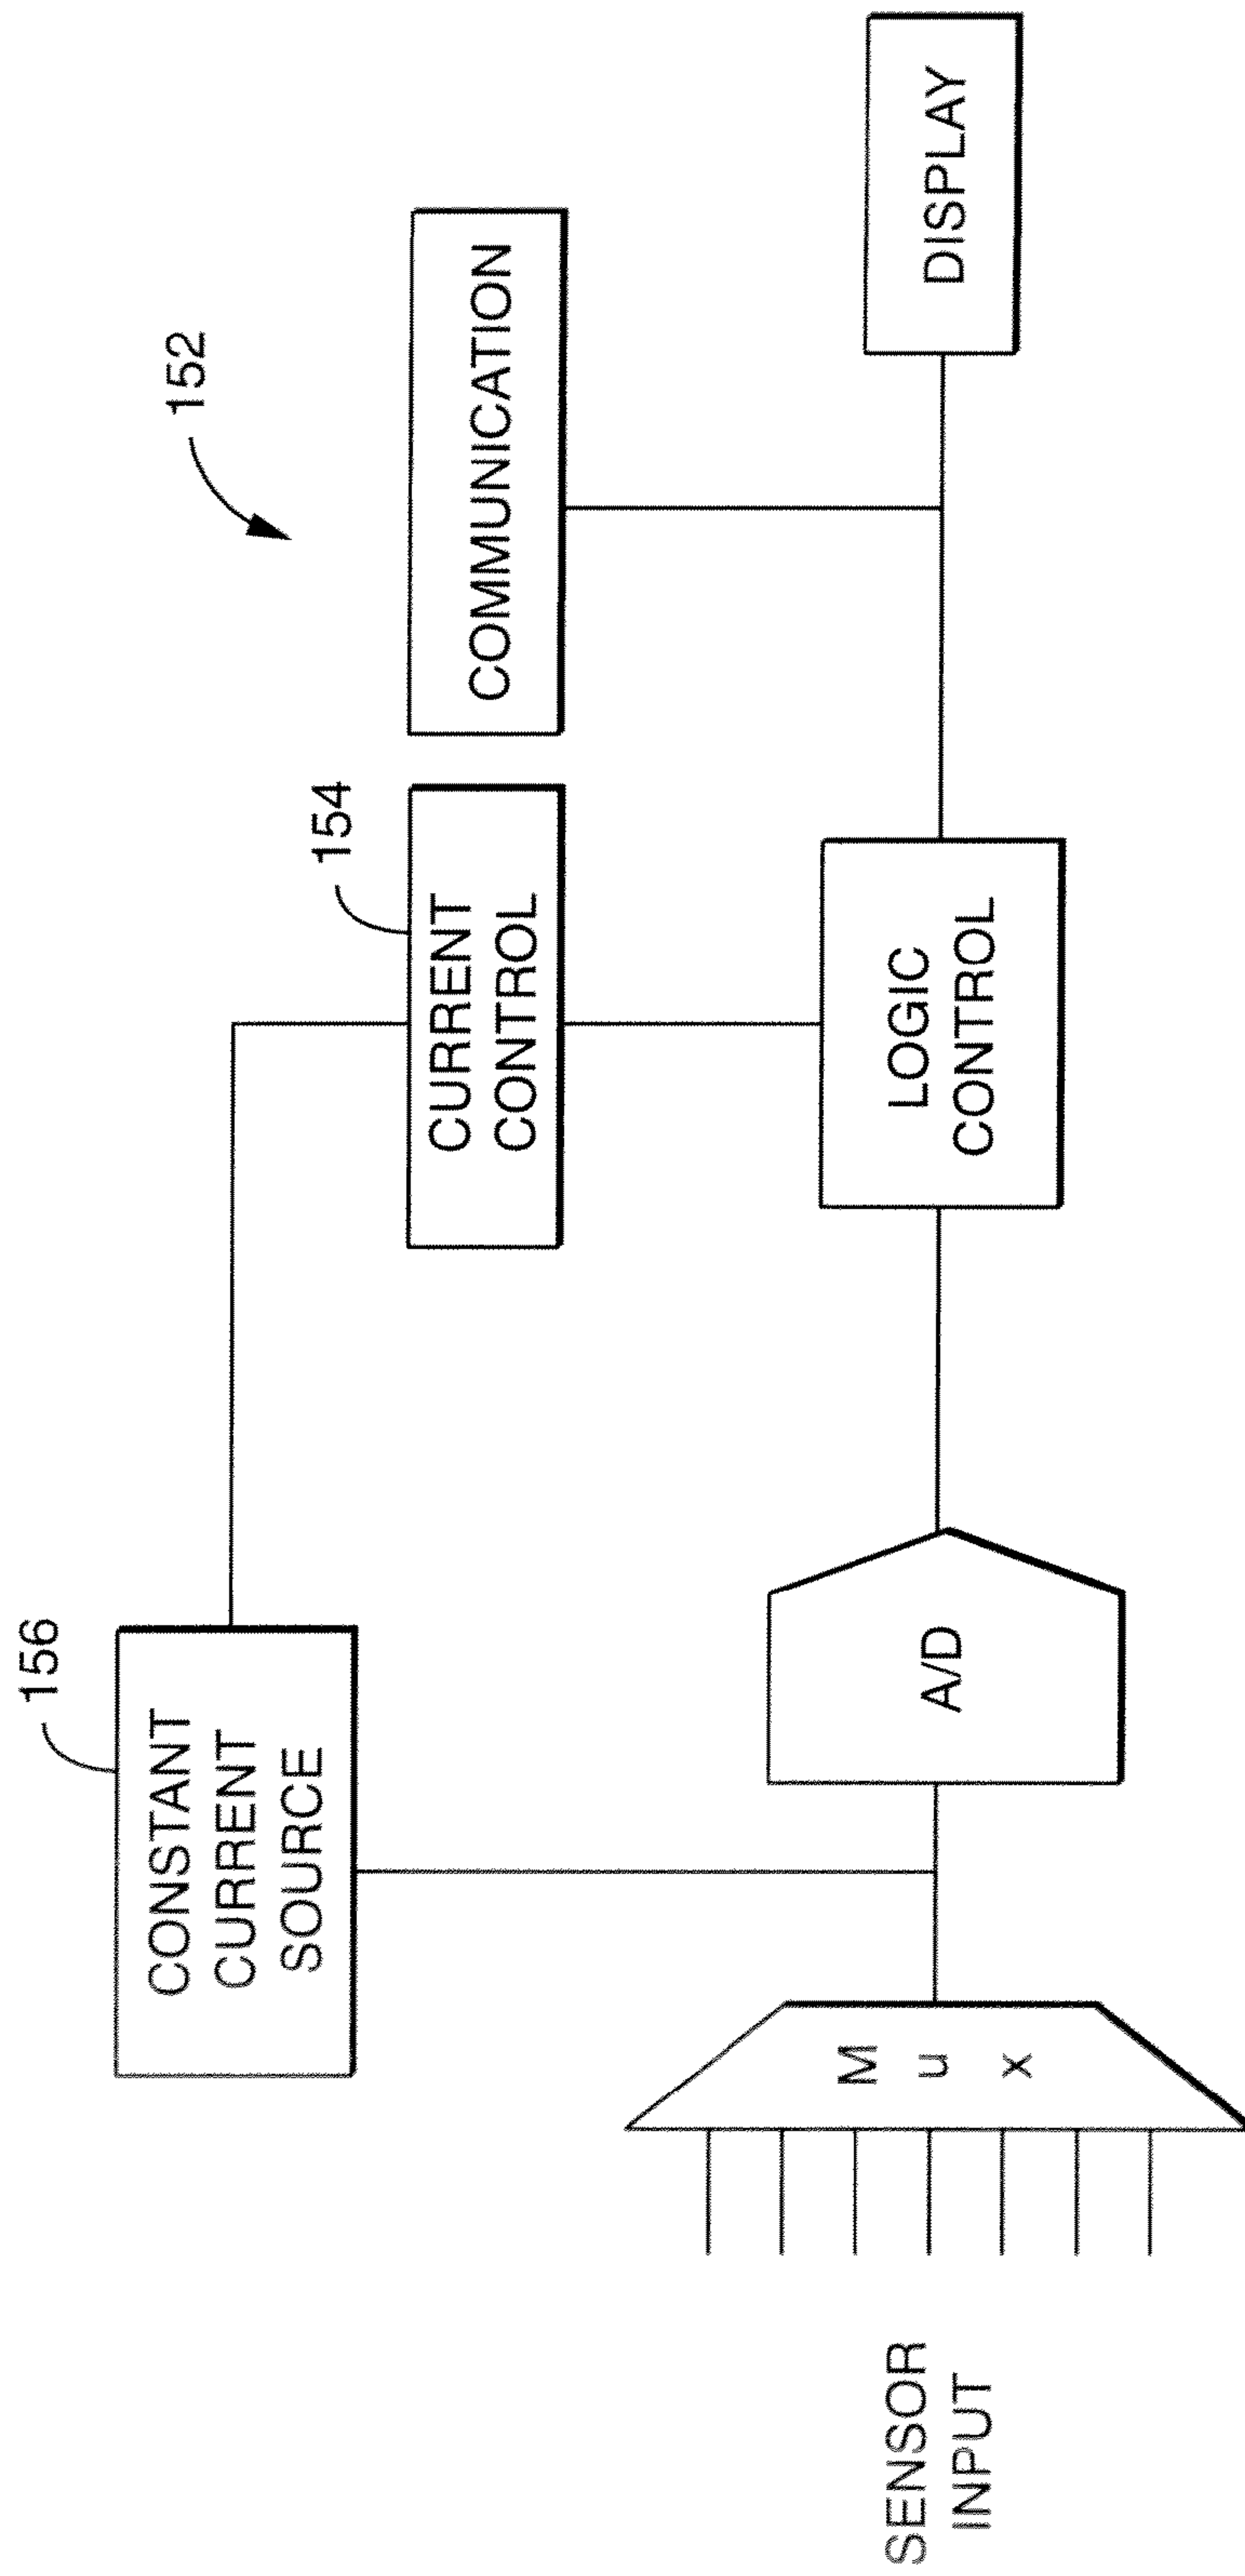 152
156
CONSTANT
CURRENT
SOURCE
154
CURRENT
CONTROL
COMMUNICATION
SENSOR
INPUT
M
u
x
A/D
LOGIC
CONTROL
DISPLAY